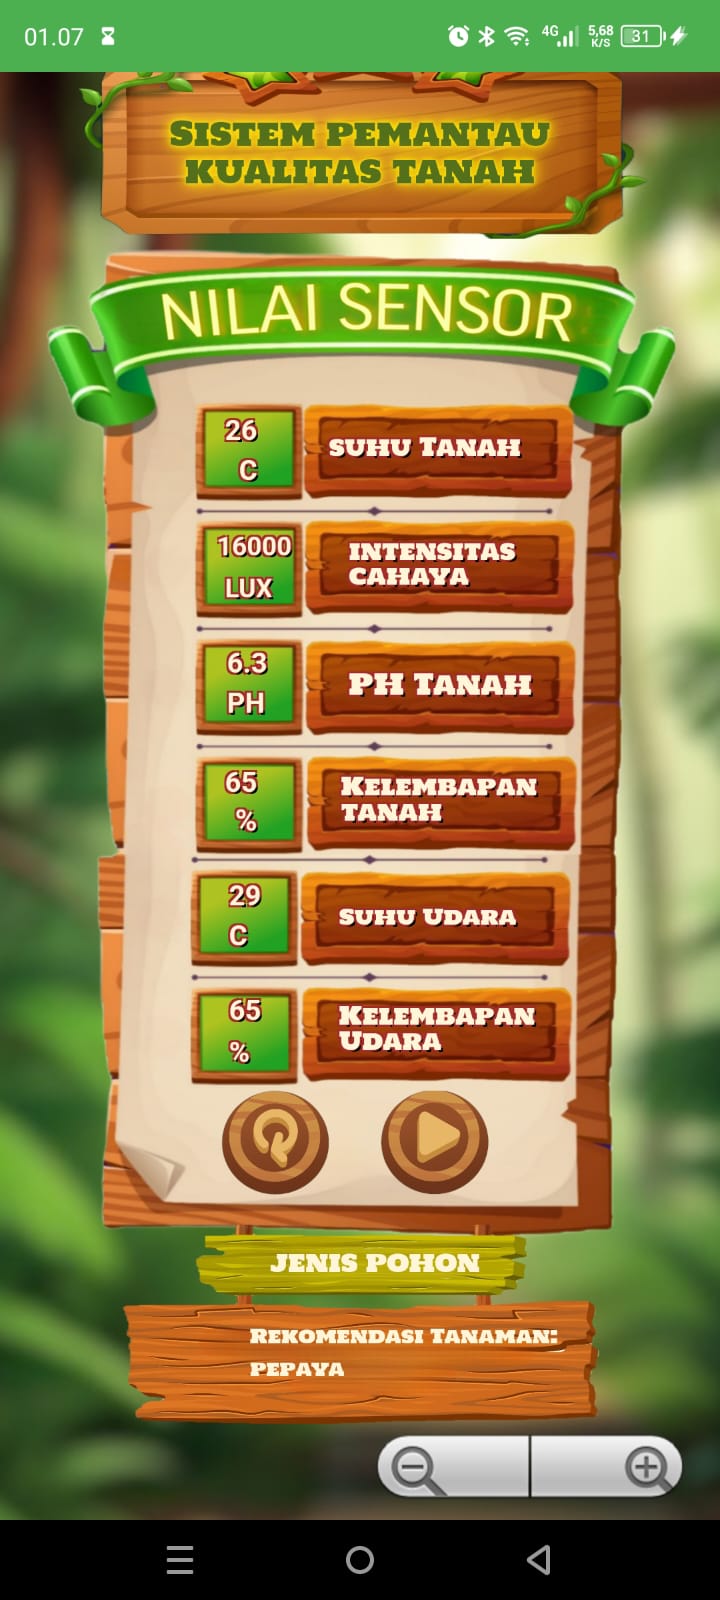 01.07
4G
5,68
K/S
31
SISTEM PEMANTAU
KUALITAS TANAH
NILAI SENSOR
26
C
SUHU TANAH
16000
LUX
INTENSITAS
CAHAYA
6.3
PH
PH TANAH
65
%
KELEMBAPAN
TANAH
29
C
SUHU UDARA
65
%
KELEMBAPAN
UDARA
JENIS POHON
REKOMENDASI TANAMAN:
PEPAYA